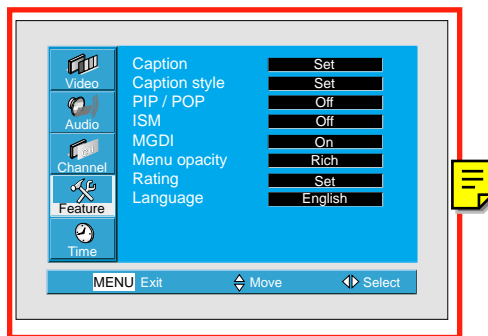 Video
Audio
Channel
Feature
Time
Caption Set
Caption style Set
PIP / POP Off
ISM Off
MGDI On
Menu opacity Rich
Rating Set
Language English
MENU Exit Move Select